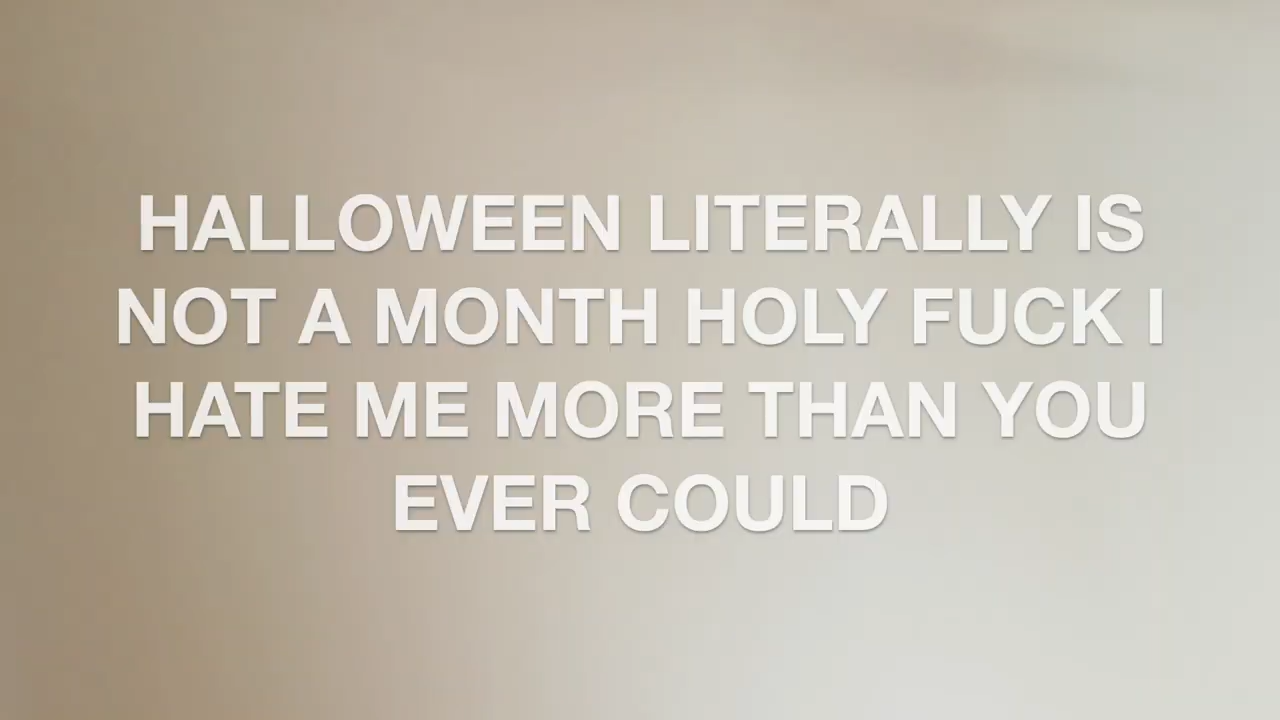 HALLOWEEN LITERALLY IS
NOT A MONTH HOLY FUCK I
HATE ME MORE THAN YOU
EVER COULD